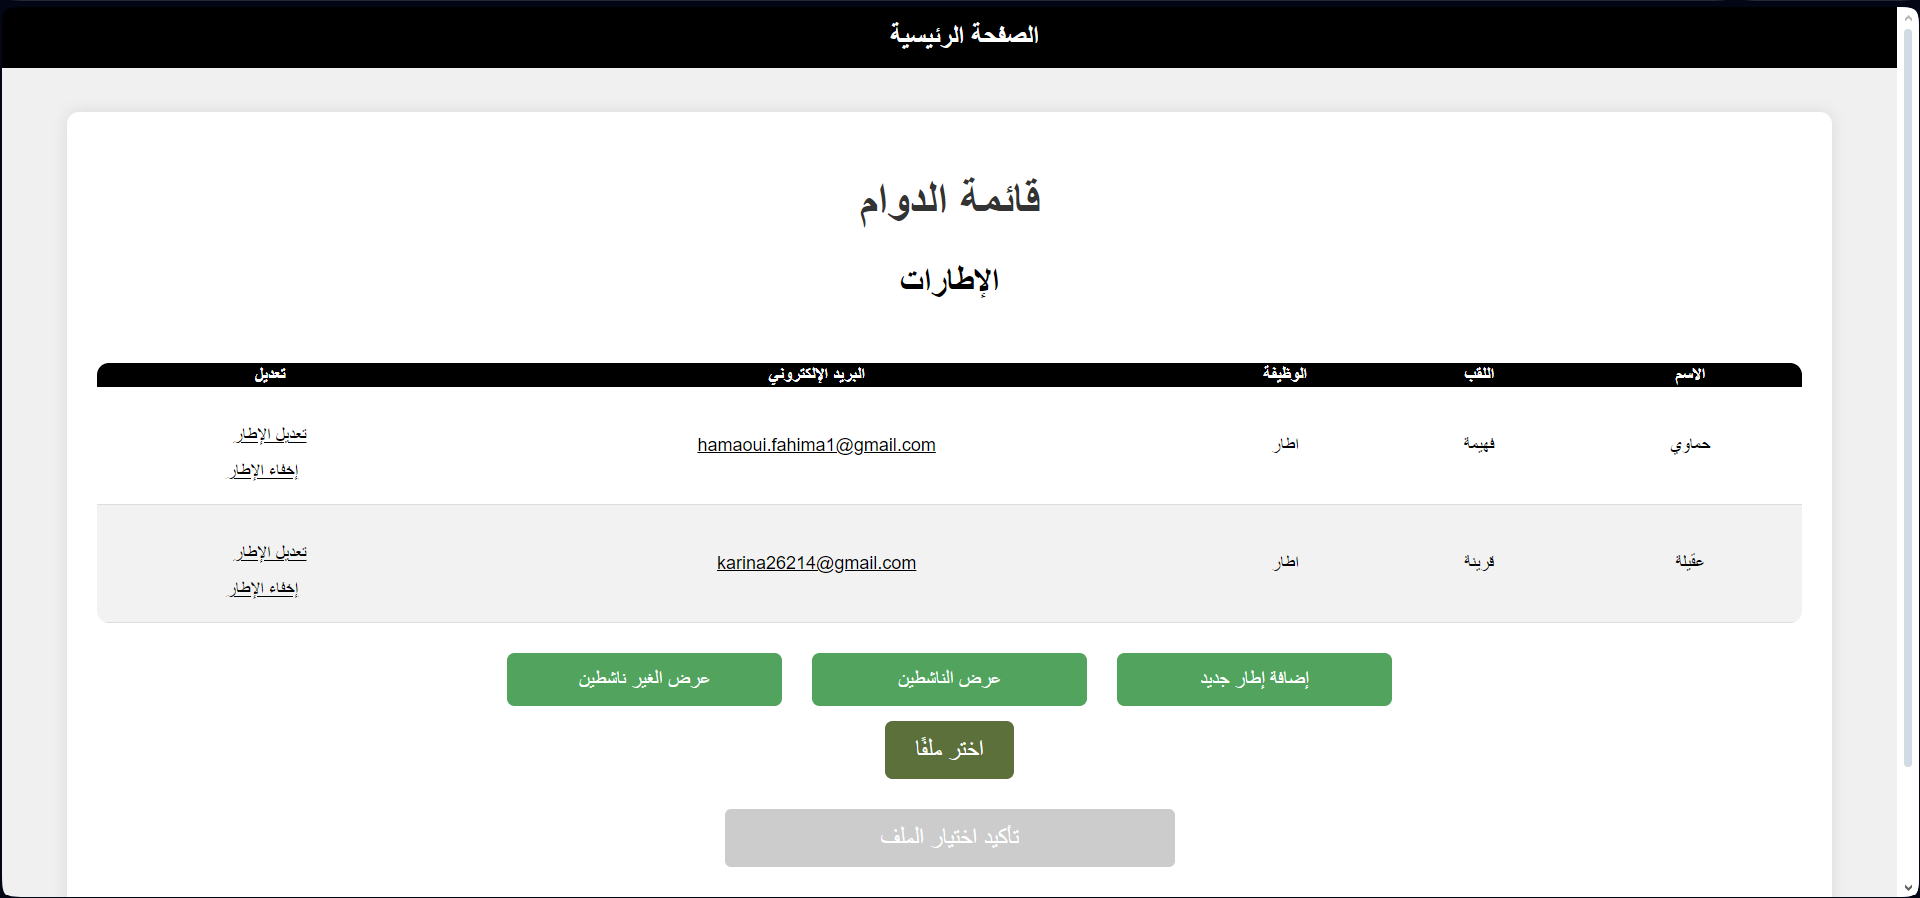 الصفحة الرئيسية
قائمة الدوام
الإطارات
الاسم اللقب الوظيفة البريد الإلكتروني تعديل
حماوي فهيمة اطار hamaoui.fahima1@gmail.com تعديل الإطار
إخفاء الإطار
عقيلة قرينة اطار karina26214@gmail.com تعديل الإطار
إخفاء الإطار
إضافة إطار جديد عرض الناشطين عرض الغير ناشطين
اختر ملفًا
تأكيد اختيار الملف